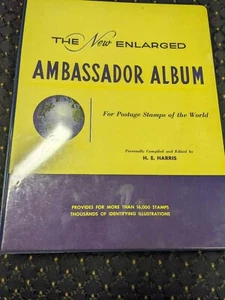 THE New ENLARGED
AMBASSADOR ALBUM
For Postage Stamps of the World
Personally Compiled and Edited by
H. E. HARRIS
PROVIDES FOR MORE THAN 16,000 STAMPS
THOUSANDS OF IDENTIFYING ILLUSTRATIONS